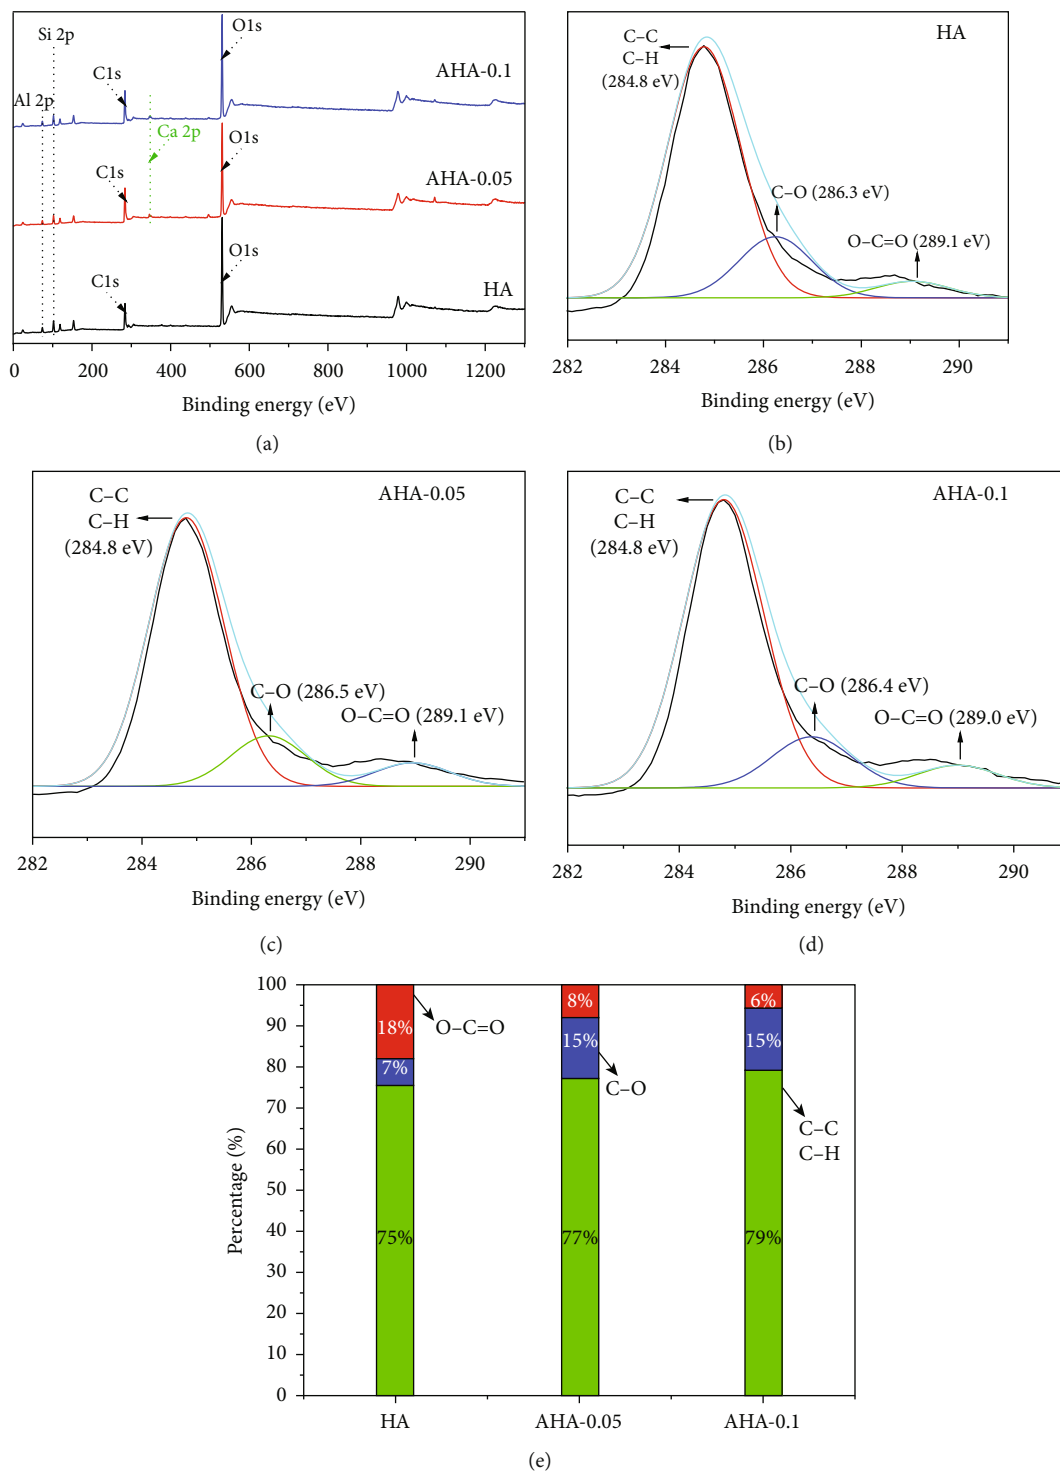 O1s
Si 2p
AHA-0.1
C1s
Al 2p
Ca 2p
O1s
C1s
AHA-0.05
O1s
C1s
HA
0 200 400 600 800 1000 1200
Binding energy (eV)
(a)
HA
C–C
C–H
(284.8 eV)
C–O (286.3 eV)
O–C=O (289.1 eV)
282 284 286 288 290
Binding energy (eV)
(b)
AHA-0.05
C–C
C–H
(284.8 eV)
C–O (286.5 eV)
O–C=O (289.1 eV)
282 284 286 288 290
Binding energy (eV)
(c)
AHA-0.1
C–C
C–H
(284.8 eV)
C–O (286.4 eV)
O–C=O (289.0 eV)
282 284 286 288 290
Binding energy (eV)
(d)
Percentage (%)
100
90
80
70
60
50
40
30
20
10
0
18%
7%
75%
O–C=O
8%
15%
77%
C–O
6%
15%
79%
C–C
C–H
HA AHA-0.05 AHA-0.1
(e)